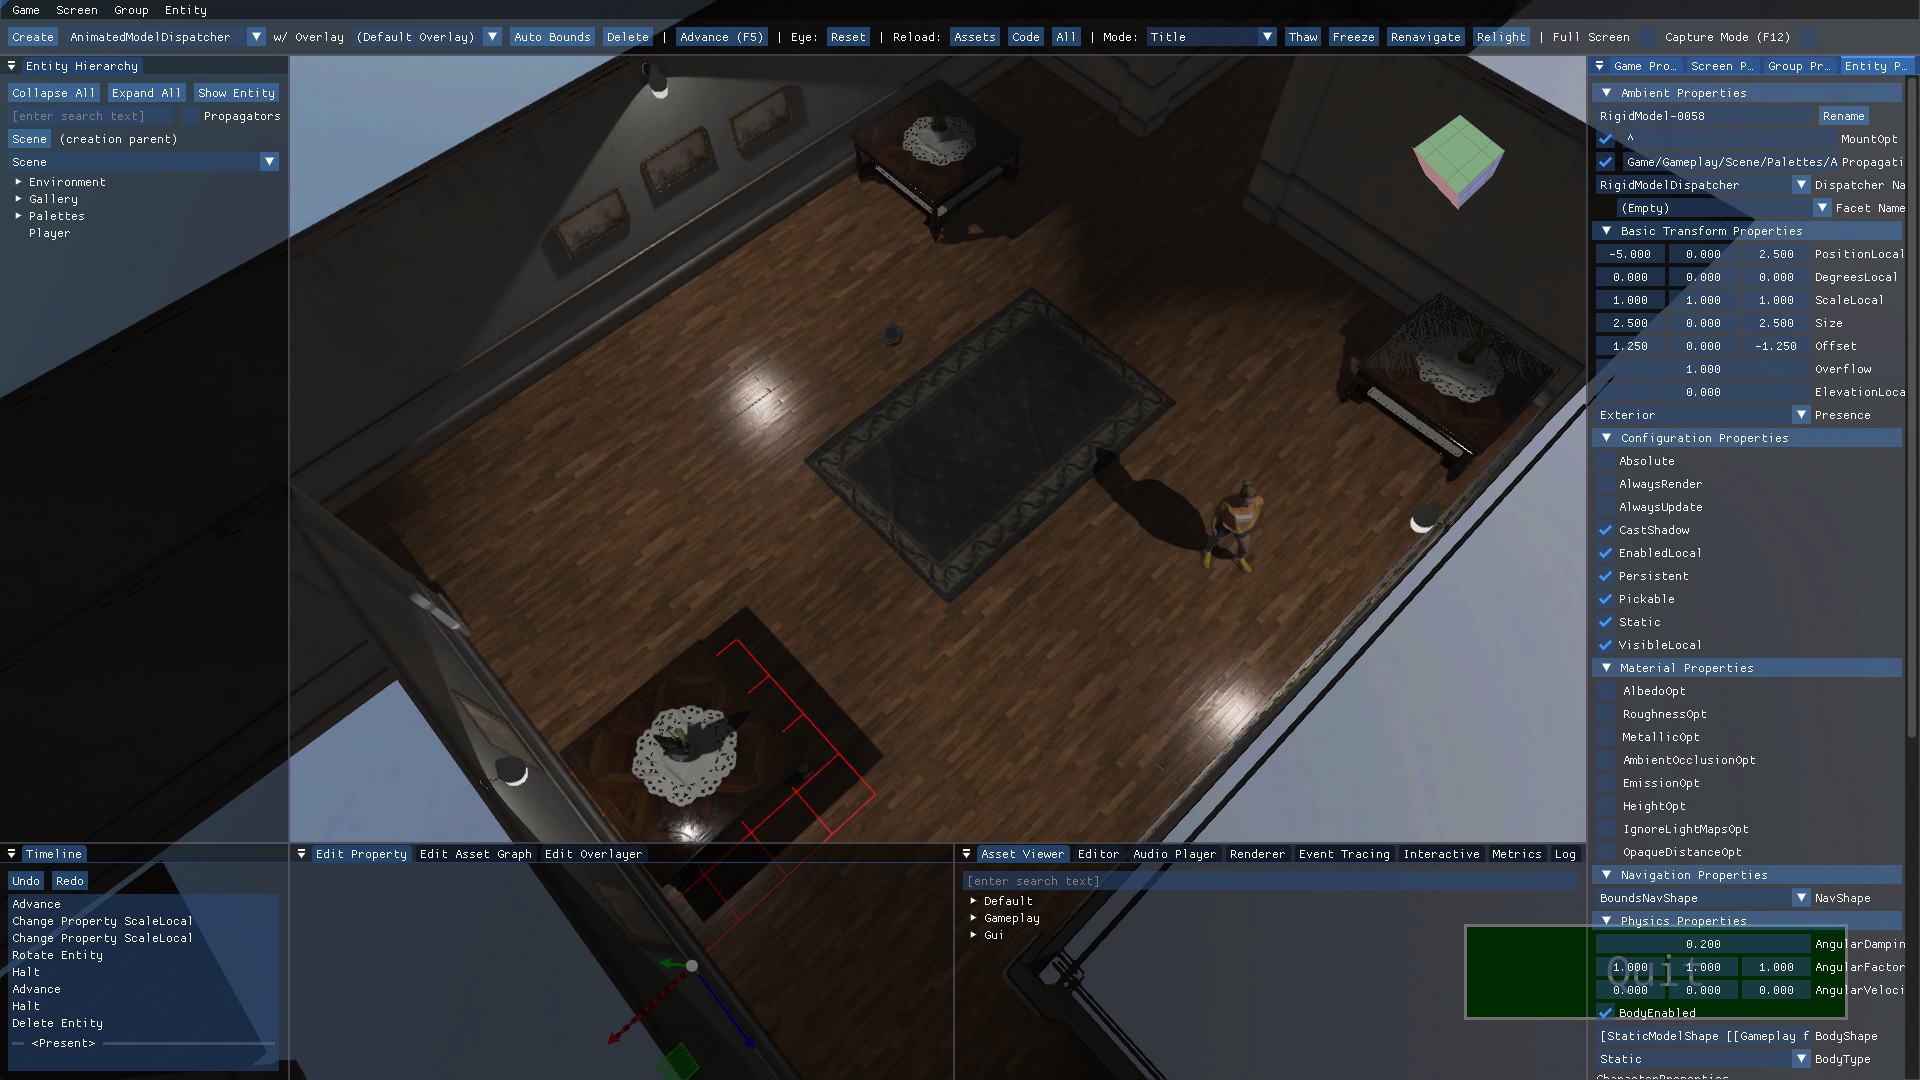 Game Screen Group Entity
Create AnimatedModelDispatcher w/ Overlay (Default Overlay) Auto Bounds Delete | Advance (F5) | Eye: Reset | Reload: Assets Code All | Mode: Title Thaw Freeze Renavigate Relight | Full Screen Capture Mode (F12)
Entity Hierarchy
Collapse All Expand All Show Entity
[enter search text] Propagators
Scene (creation parent)
Scene
Environment
Gallery
Palettes
Player
Timeline
Undo Redo
Advance
Change Property ScaleLocal
Change Property ScaleLocal
Rotate Entity
Halt
Advance
Halt
Delete Entity
<Present>
Edit Property Edit Asset Graph Edit Overlayer
Asset Viewer Editor Audio Player Renderer Event Tracing Interactive Metrics Log
[enter search text]
Default
Gameplay
Gui
Quit
Game Pro... Screen P... Group Pr... Entity P...
Ambient Properties
RigidModel-0058 Rename
^ MountOpt
Game/Gameplay/Scene/Palettes/A Propagati
RigidModelDispatcher Dispatcher Na
(Empty) Facet Name
Basic Transform Properties
-5.000 0.000 2.500 PositionLocal
0.000 0.000 0.000 DegreesLocal
1.000 1.000 1.000 ScaleLocal
2.500 0.000 2.500 Size
1.250 0.000 -1.250 Offset
1.000 Overflow
0.000 ElevationLoca
Exterior Presence
Configuration Properties
Absolute
AlwaysRender
AlwaysUpdate
CastShadow
EnabledLocal
Persistent
Pickable
Static
VisibleLocal
Material Properties
AlbedoOpt
RoughnessOpt
MetallicOpt
AmbientOcclusionOpt
EmissionOpt
HeightOpt
IgnoreLightMapsOpt
OpaqueDistanceOpt
Navigation Properties
BoundsNavShape NavShape
Physics Properties
0.200 AngularDampin
1.000 1.000 1.000 AngularFactor
0.000 0.000 0.000 AngularVeloci
BodyEnabled
[StaticModelShape [[Gameplay f BodyShape
Static BodyType
CharacterProperties